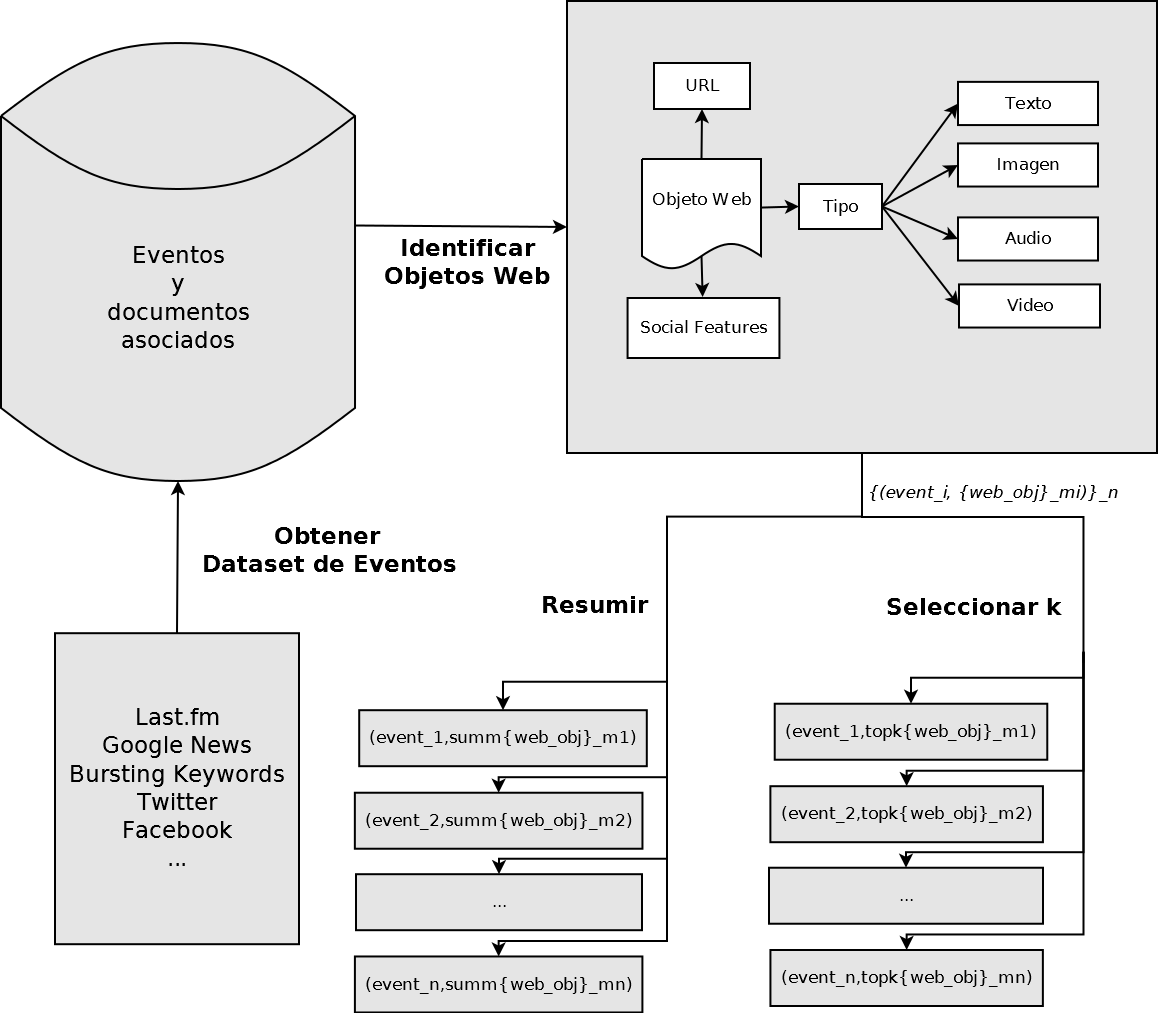 URL
Texto
Imagen
Objeto Web
Tipo
Audio
Video
Social Features
Eventos
y
documentos
asociados
Identificar
Objetos Web
{(event_i, {web_obj}_mi)}_n
Obtener
Dataset de Eventos
Resumir
Seleccionar k
Last.fm
Google News
Bursting Keywords
Twitter
Facebook
...
(event_1,summ{web_obj}_m1)
(event_2,summ{web_obj}_m2)
...
(event_n,summ{web_obj}_mn)
(event_1,topk{web_obj}_m1)
(event_2,topk{web_obj}_m2)
...
(event_n,topk{web_obj}_mn)